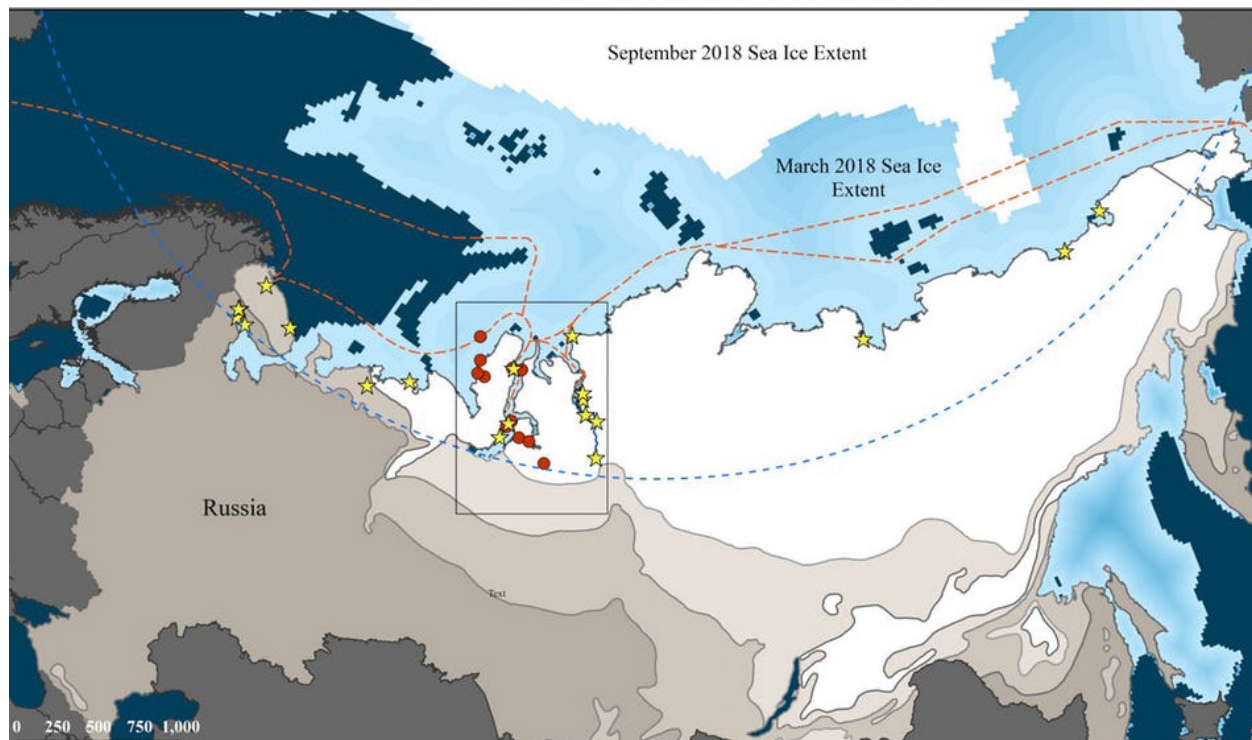 September 2018 Sea Ice Extent
March 2018 Sea Ice
Extent
Russia
Text
0 250 500 750 1,000